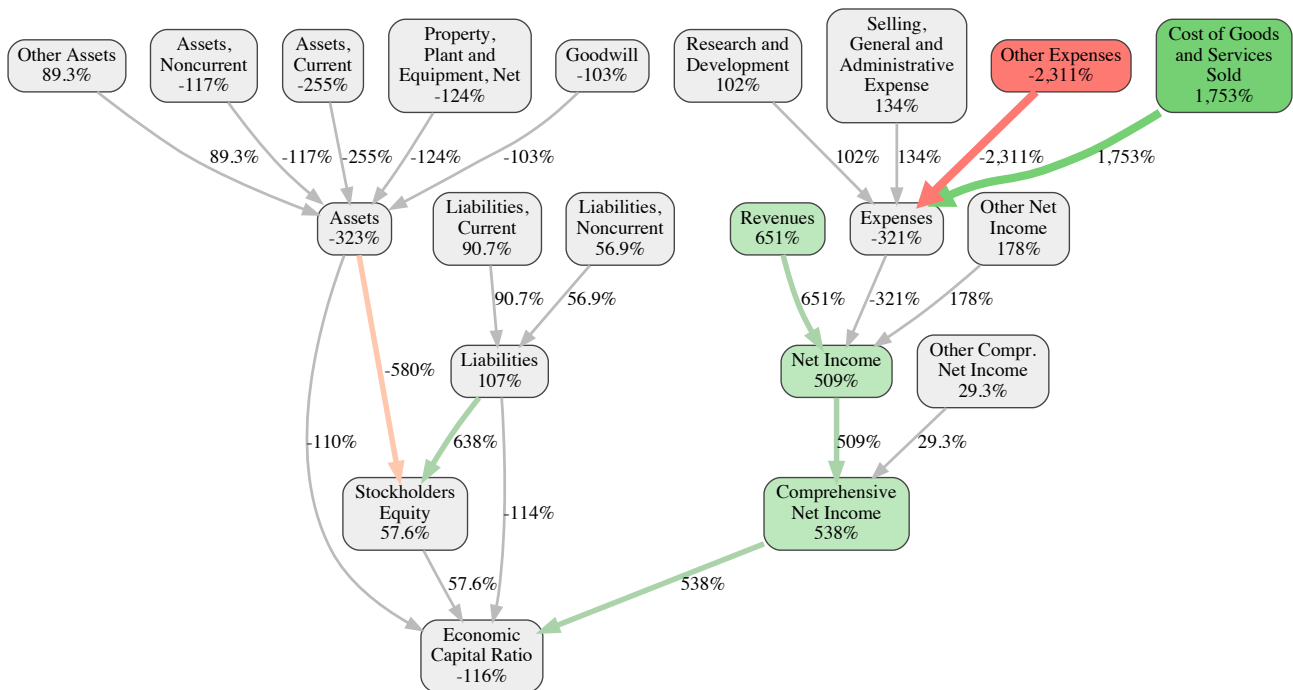 Other Assets
89.3%
Assets,
Noncurrent
-117%
Assets,
Current
-255%
Property,
Plant and
Equipment, Net
-124%
Goodwill
-103%
Research and
Development
102%
Selling,
General and
Administrative
Expense
134%
Other Expenses
-2,311%
Cost of Goods
and Services
Sold
1,753%
89.3%
-117%
-255%
-124%
-103%
102%
134%
-2,311%
1,753%
Assets
-323%
Liabilities,
Current
90.7%
Liabilities,
Noncurrent
56.9%
Revenues
651%
Expenses
-321%
Other Net
Income
178%
90.7%
56.9%
651%
-321%
178%
-580%
Liabilities
107%
Net Income
509%
Other Compr.
Net Income
29.3%
-110%
638%
509%
29.3%
Stockholders
Equity
57.6%
-114%
Comprehensive
Net Income
538%
57.6%
538%
Economic
Capital Ratio
-116%